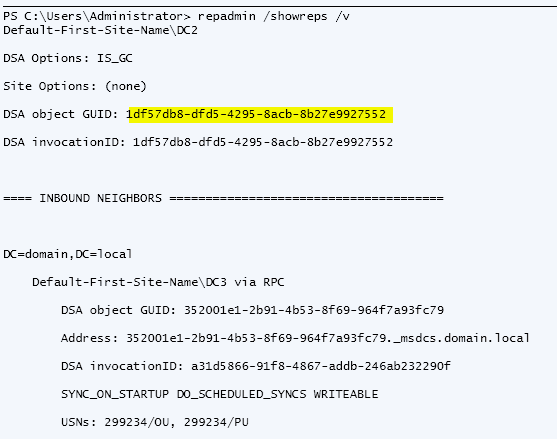 PS C:\Users\Administrator> repadmin /showreps /v
Default-First-Site-Name\DC2
DSA Options: IS_GC
Site Options: (none)
DSA object GUID: 1df57db8-dfd5-4295-8acb-8b27e9927552
DSA invocationID: 1df57db8-dfd5-4295-8acb-8b27e9927552
==== INBOUND NEIGHBORS ======================================
DC=domain,DC=local
Default-First-Site-Name\DC3 via RPC
DSA object GUID: 352001e1-2b91-4b53-8f69-964f7a93fc79
Address: 352001e1-2b91-4b53-8f69-964f7a93fc79._msdcs.domain.local
DSA invocationID: a31d5866-91f8-4867-addb-246ab232290f
SYNC_ON_STARTUP DO_SCHEDULED_SYNCS WRITEABLE
USNs: 299234/OU, 299234/PU